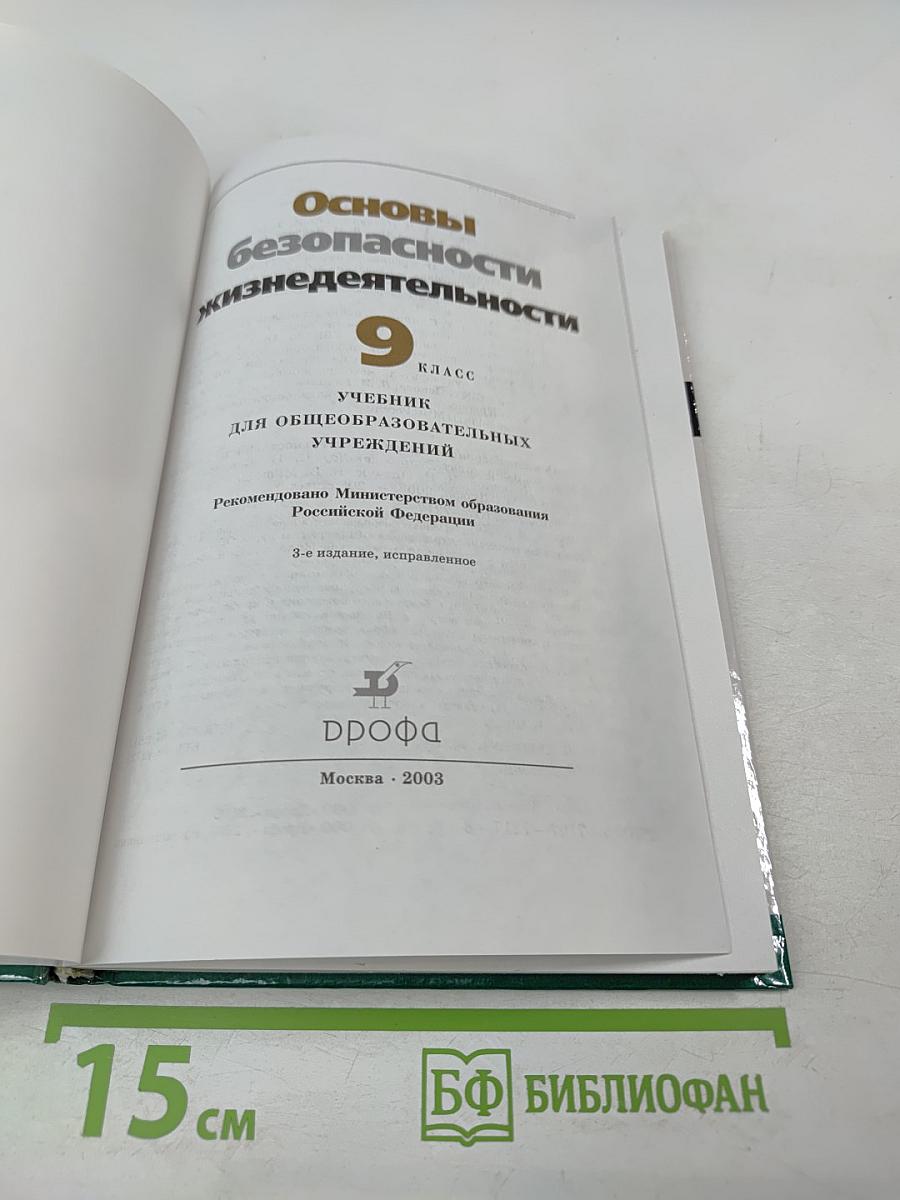 Основы
безопасности
жизнедеятельности
9 КЛАСС
УЧЕБНИК
ДЛЯ ОБЩЕОБРАЗОВАТЕЛЬНЫХ
УЧРЕЖДЕНИЙ
Рекомендовано Министерством образования
Российской Федерации
3-е издание, исправленное
ДРОФА
Москва · 2003
15 см
БФ БИБЛИОФАН